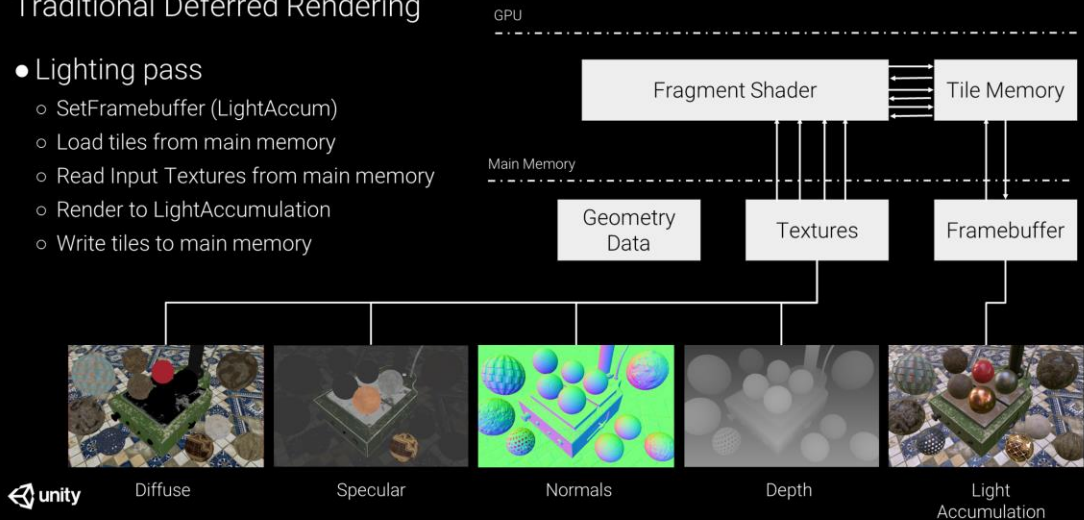 Traditional Deferred Rendering
● Lighting pass
○ SetFramebuffer (LightAccum)
○ Load tiles from main memory
○ Read Input Textures from main memory
○ Render to LightAccumulation
○ Write tiles to main memory
GPU
Fragment Shader
Tile Memory
Main Memory
Geometry
Data
Textures
Framebuffer
Diffuse
Specular
Normals
Depth
Light
Accumulation
unity